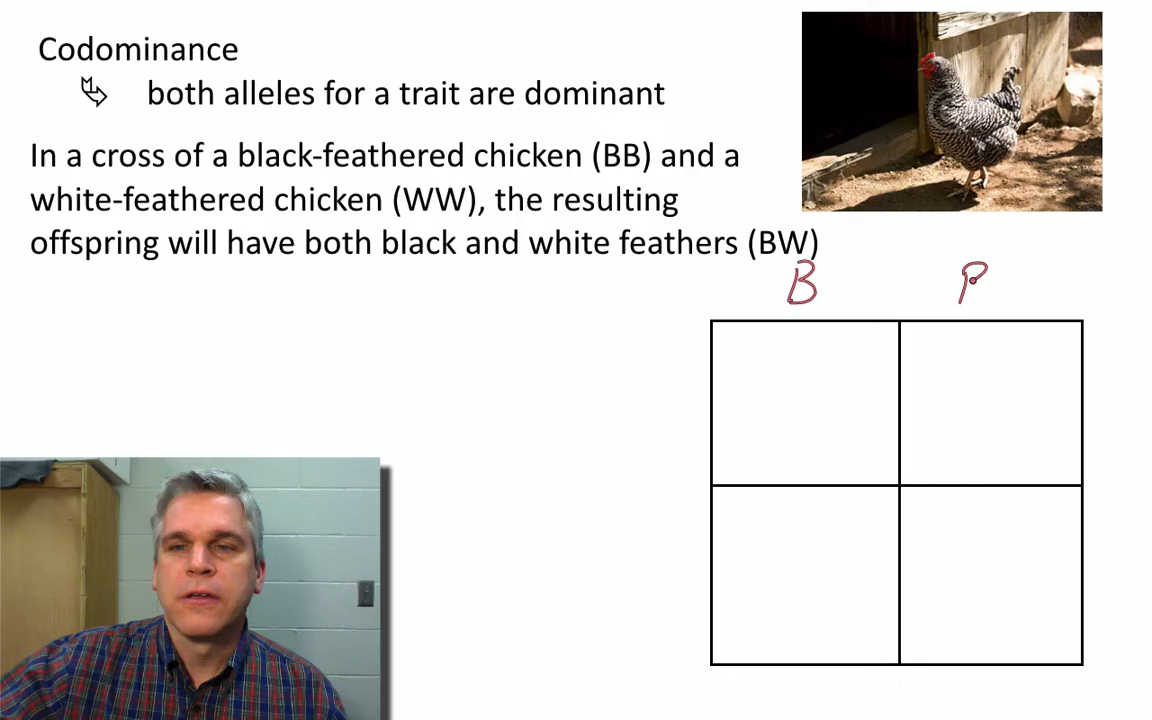 Codominance
both alleles for a trait are dominant
In a cross of a black-feathered chicken (BB) and a
white-feathered chicken (WW), the resulting
offspring will have both black and white feathers (BW)
B P